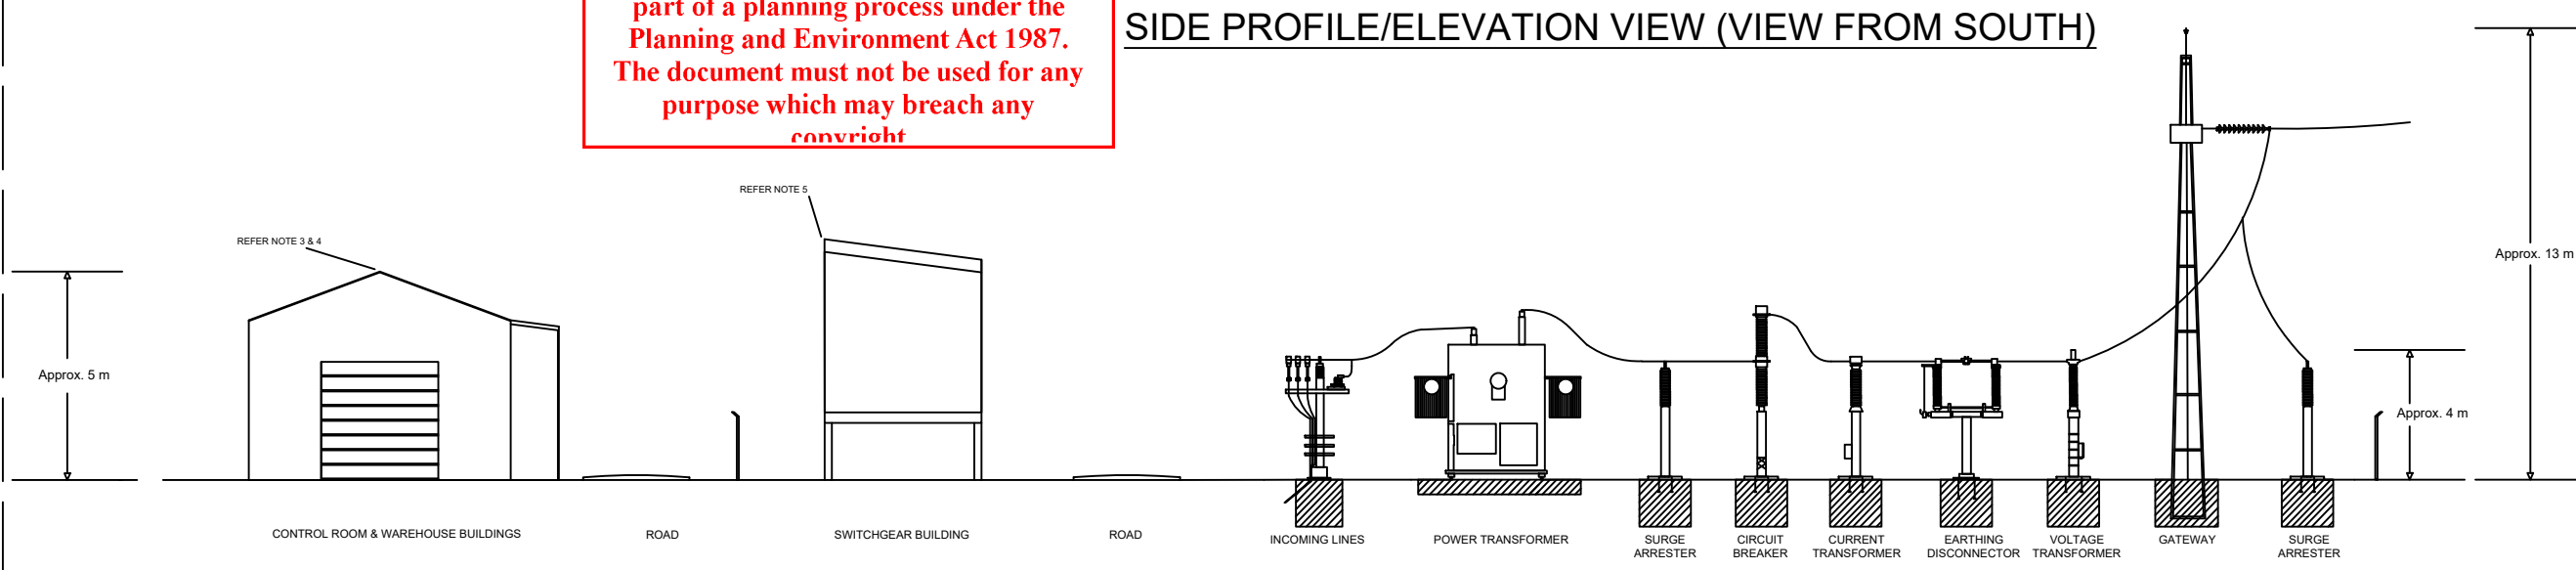 part of a planning process under the
Planning and Environment Act 1987.
The document must not be used for any
purpose which may breach any
copyright
SIDE PROFILE/ELEVATION VIEW (VIEW FROM SOUTH)
REFER NOTE 5
REFER NOTE 3 & 4
Approx. 5 m
Approx. 13 m
Approx. 4 m
CONTROL ROOM & WAREHOUSE BUILDINGS
ROAD
SWITCHGEAR BUILDING
ROAD
INCOMING LINES
POWER TRANSFORMER
SURGE
ARRESTER
CIRCUIT
BREAKER
CURRENT
TRANSFORMER
EARTHING
DISCONNECTOR
VOLTAGE
TRANSFORMER
GATEWAY
SURGE
ARRESTER